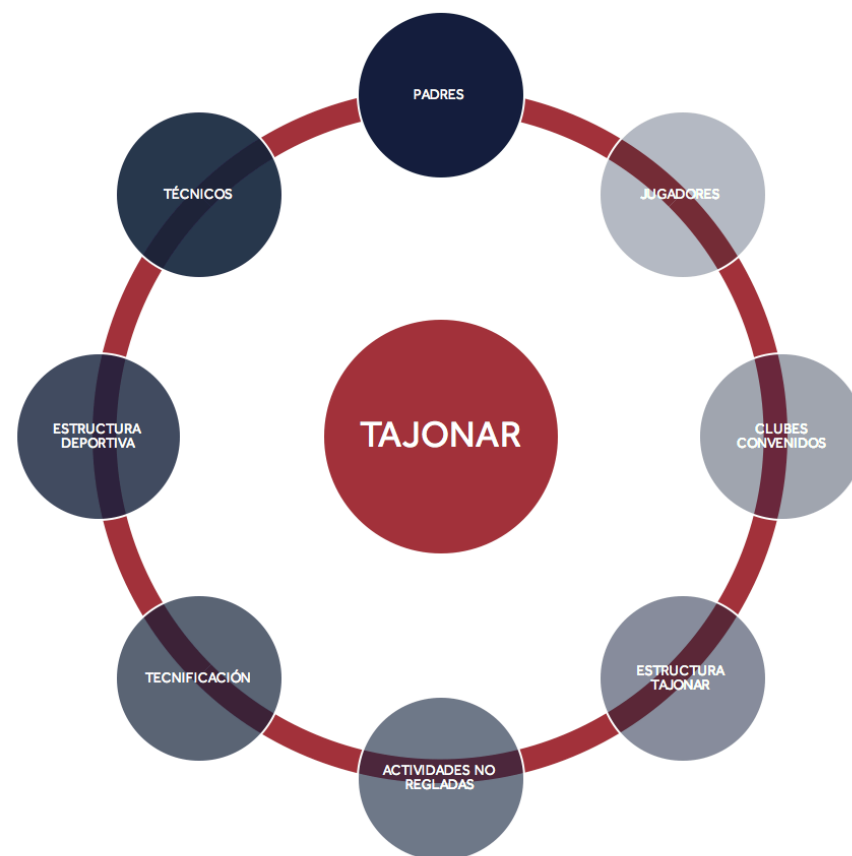 PADRES
JUGADORES
CLUBES
CONVENIDOS
ESTRUCTURA
TAJONAR
ACTIVIDADES NO
REGLADAS
TECNIFICACIÓN
ESTRUCTURA
DEPORTIVA
TÉCNICOS
TAJONAR